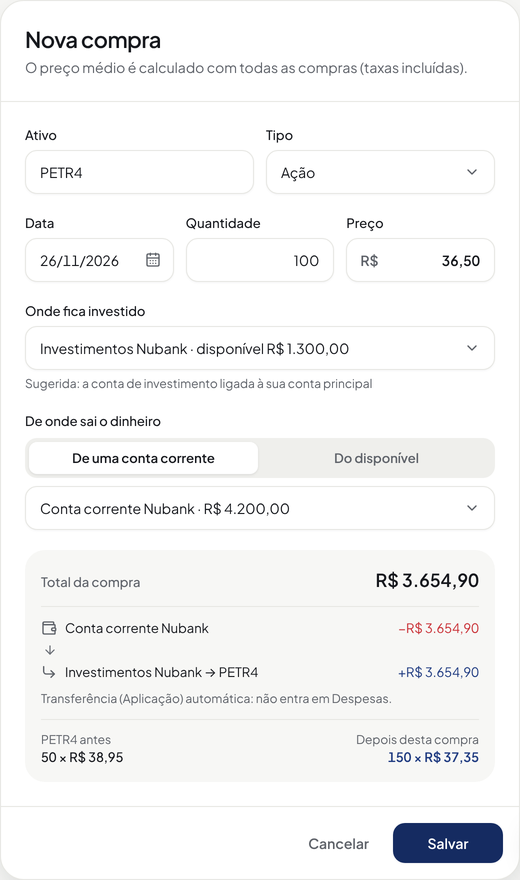 Nova compra
O preço médio é calculado com todas as compras (taxas incluídas).
Ativo
Tipo
PETR4
Ação
Data
Quantidade
Preço
26/11/2026
100
R$ 36,50
Onde fica investido
Investimentos Nubank · disponível R$ 1.300,00
Sugerida: a conta de investimento ligada à sua conta principal
De onde sai o dinheiro
De uma conta corrente
Do disponível
Conta corrente Nubank · R$ 4.200,00
Total da compra R$ 3.654,90
Conta corrente Nubank –R$ 3.654,90
Investimentos Nubank → PETR4 +R$ 3.654,90
Transferência (Aplicação) automática: não entra em Despesas.
PETR4 antes
Depois desta compra
50 × R$ 38,95
150 × R$ 37,35
Cancelar
Salvar